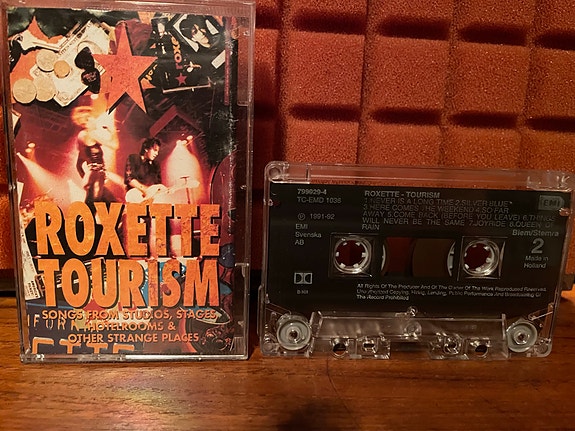 ROXETTE
TOURISM
SONGS FROM STUDIOS, STAGES,
HOTELROOMS &
OTHER STRANGE PLACES
799929-4
TC-EMD 1036
℗ 1991-92
EMI
Svenska
AB
ROXETTE - TOURISM
1.NEVER IS A LONG TIME 2.SILVER BLUE
3.HERE COMES THE WEEKEND 4.SO FAR
AWAY 5.COME BACK (BEFORE YOU LEAVE) 6.THINGS
WILL NEVER BE THE SAME 7.JOYRIDE 8.QUEEN OF
RAIN
EMI
Biem/Stemra
2
Made in
Holland
All Rights Of The Producer And Of The Owner Of The Work Reproduced Reserved.
Unauthorised Copying, Hiring, Lending, Public Performance And Broadcasting Of
The Record Prohibited